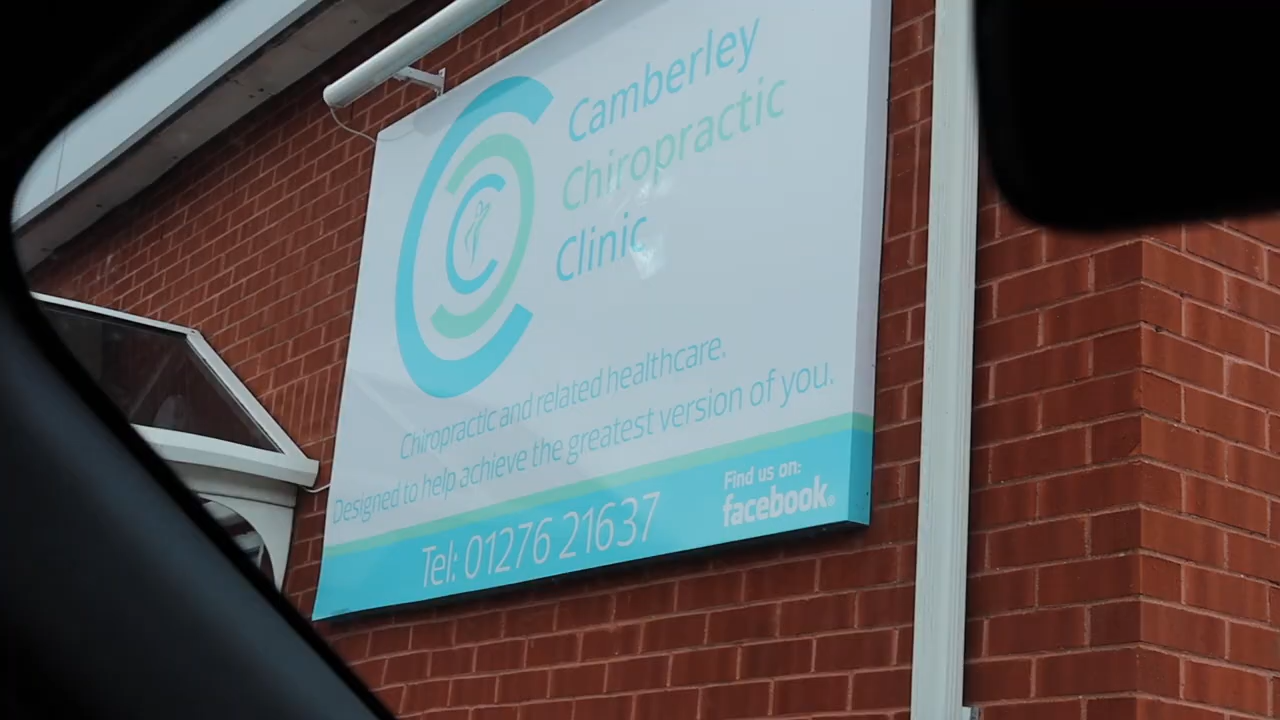 Camberley
Chiropractic
Clinic
Chiropractic and related healthcare.
Designed to help achieve the greatest version of you.
Tel: 01276 21637
Find us on:
facebook®